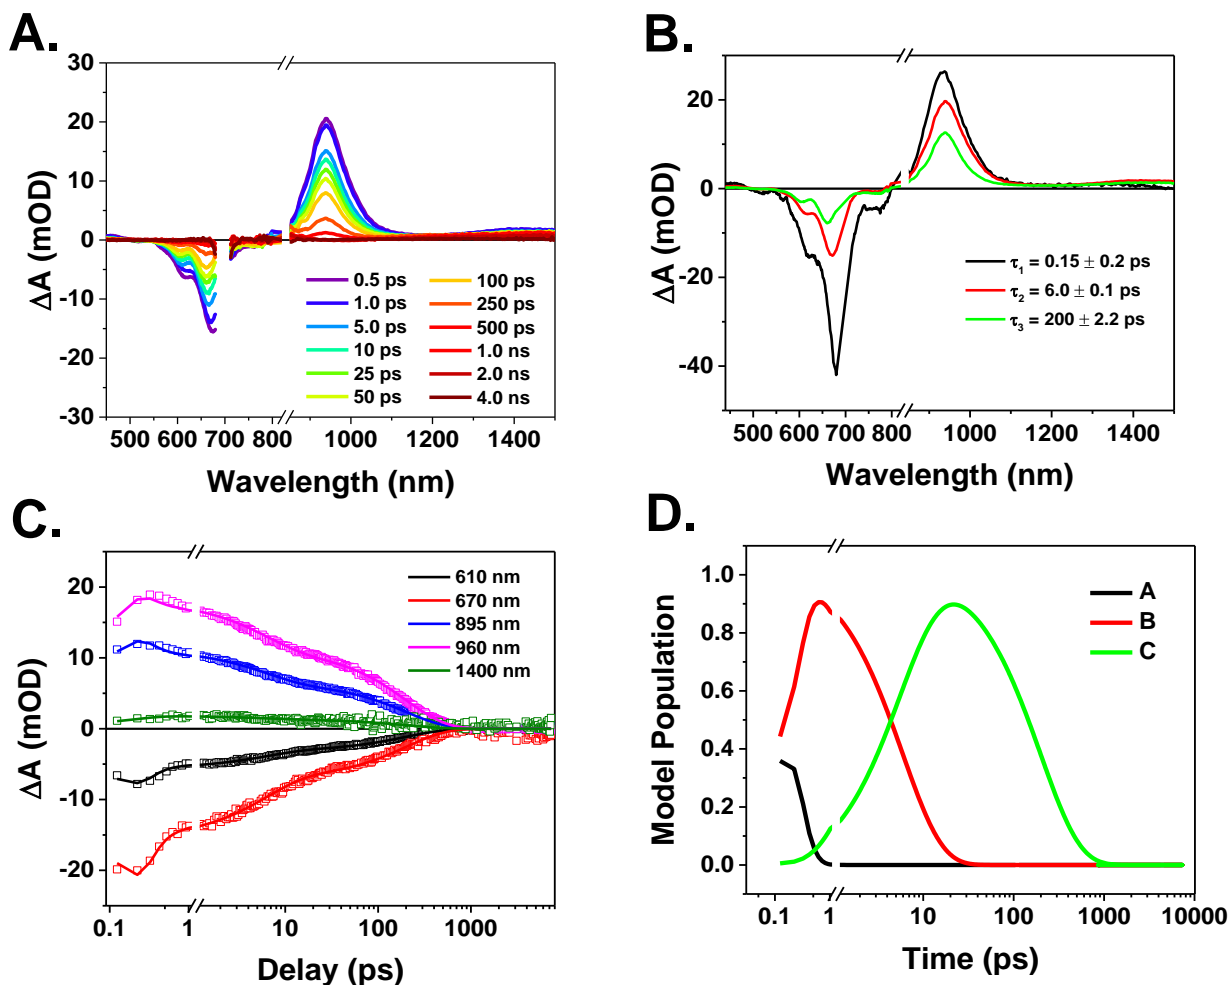 A.
30
20
10
0
-10
-20
-30
ΔA (mOD)
0.5 ps
1.0 ps
5.0 ps
10 ps
25 ps
50 ps
100 ps
250 ps
500 ps
1.0 ns
2.0 ns
4.0 ns
500 600 700 800 1000 1200 1400
Wavelength (nm)
B.
20
0
-20
-40
ΔA (mOD)
τ1 = 0.15 ± 0.2 ps
τ2 = 6.0 ± 0.1 ps
τ3 = 200 ± 2.2 ps
500 600 700 800 1000 1200 1400
Wavelength (nm)
C.
20
10
0
-10
-20
ΔA (mOD)
610 nm
670 nm
895 nm
960 nm
1400 nm
0.1 1 10 100 1000
Delay (ps)
D.
1.0
0.8
0.6
0.4
0.2
0.0
Model Population
A
B
C
0.1 1 10 100 1000 10000
Time (ps)